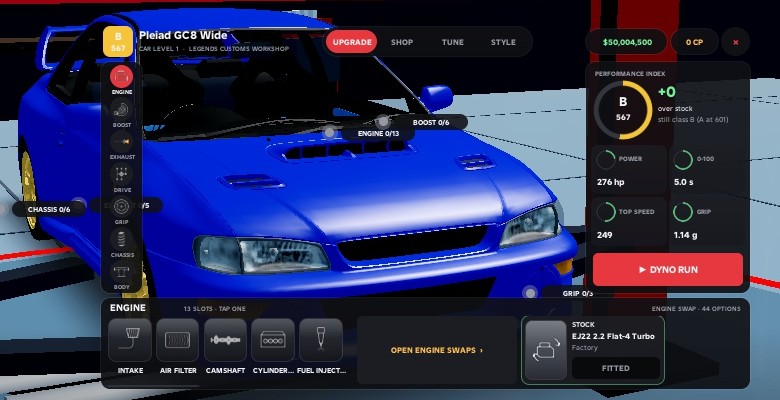 B
567
Pleiad GC8 Wide
CAR LEVEL 1 · LEGENDS CUSTOMS WORKSHOP
UPGRADE
SHOP
TUNE
STYLE
$50,004,500
0 CP
×
ENGINE
BOOST
EXHAUST
DRIVE
GRIP
CHASSIS
BODY
BOOST 0/6
ENGINE 0/13
CHASSIS 0/6
/5
GRIP 0/3
PERFORMANCE INDEX
B
567
+0
over stock
still class B (A at 601)
POWER
276 hp
0-100
5.0 s
TOP SPEED
249
GRIP
1.14 g
▶ DYNO RUN
ENGINE
13 SLOTS · TAP ONE
ENGINE SWAP · 44 OPTIONS
INTAKE
AIR FILTER
CAMSHAFT
CYLINDER...
FUEL INJECT...
OPEN ENGINE SWAPS ›
STOCK
EJ22 2.2 Flat-4 Turbo
Factory
FITTED